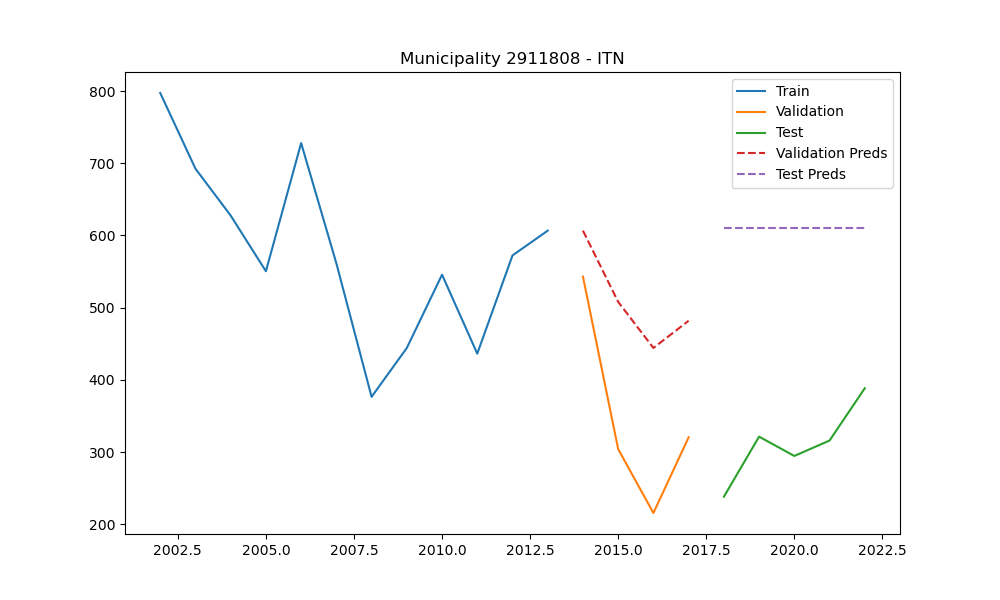 Municipality 2911808 - ITN
800
700
600
500
400
300
200
2002.5 2005.0 2007.5 2010.0 2012.5 2015.0 2017.5 2020.0 2022.5
Train
Validation
Test
Validation Preds
Test Preds